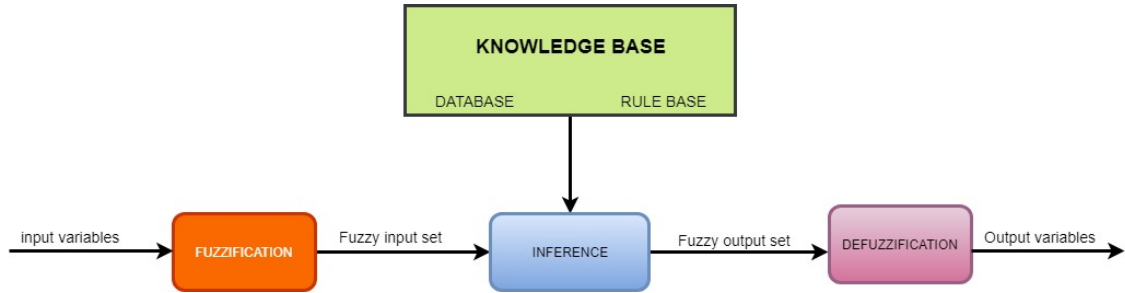 KNOWLEDGE BASE
DATABASE RULE BASE
input variables
FUZZIFICATION
Fuzzy input set
INFERENCE
Fuzzy output set
DEFUZZIFICATION
Output variables